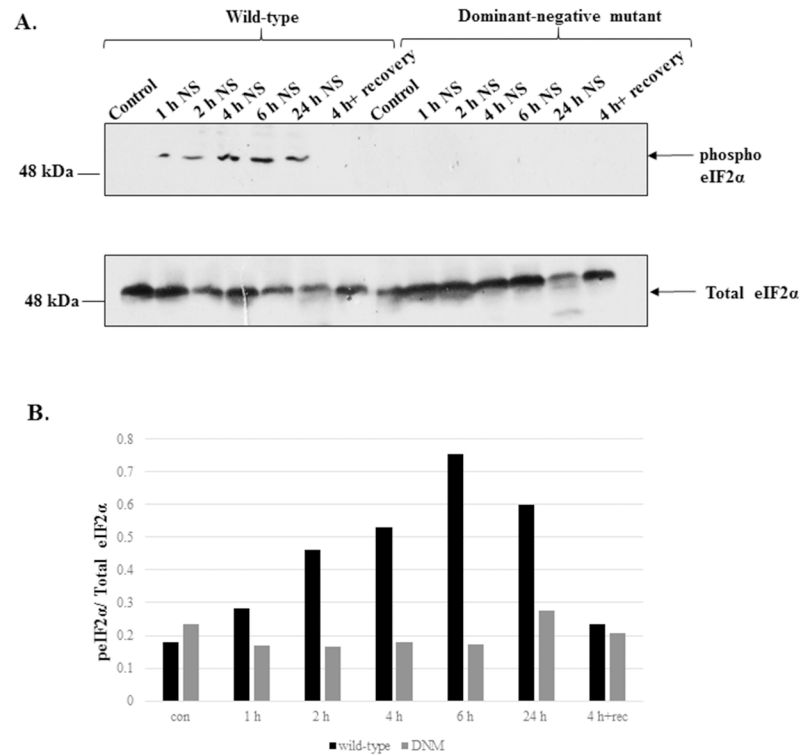 A.
Wild-type
Dominant-negative mutant
Control
1 h NS
2 h NS
4 h NS
6 h NS
24 h NS
4 h+ recovery
Control
1 h NS
2 h NS
4 h NS
6 h NS
24 h NS
4 h+ recovery
48 kDa
phospho
eIF2α
48 kDa
Total eIF2α
B.
peIF2α/ Total eIF2α
0.8
0.7
0.6
0.5
0.4
0.3
0.2
0.1
0
con
1 h
2 h
4 h
6 h
24 h
4 h+rec
wild-type
DNM